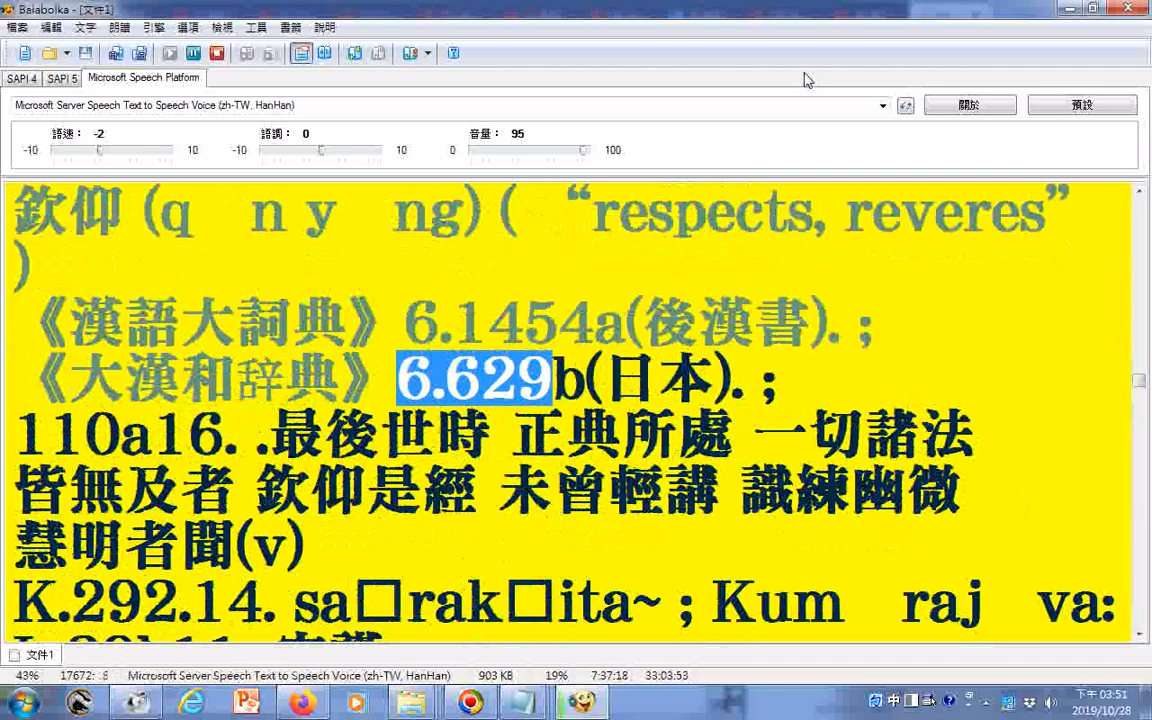 Balabolka - [文件1]
檔案 編輯 文字 朗讀 引擎 選項 檢視 工具 書籤 說明
SAPI 4 SAPI 5 Microsoft Speech Platform
Microsoft Server Speech Text to Speech Voice (zh-TW, HanHan) 關於 預設
語速： -2 語調： 0 音量： 95
-10 10 -10 10 0 100
欽仰 (q n y ng) ( “respects, reveres”
)
《漢語大詞典》 6.1454a(後漢書). ;
《大漢和辞典》 6.629b(日本). ;
110a16. .最後世時 正典所處 一切諸法
皆無及者 欽仰是經 未曾輕講 識練幽微
慧明者聞(v)
K.292.14. sa□rak□ita~ ; Kum raj va:
文件1
43% Microsoft Server Speech Text to Speech Voice (zh-TW, HanHan) 903 KB 19% 7:37:18 33:03:53
中 下午 03:51
2019/10/28